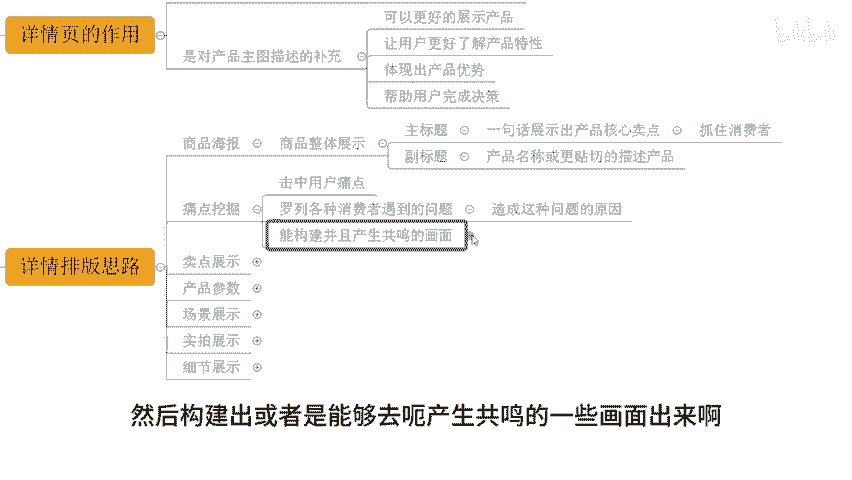 详情页的作用
可以更好的展示产品
是对产品主图描述的补充
让用户更好了解产品特性
体现出产品优势
帮助用户完成决策
详情排版思路
商品海报
商品整体展示
主标题
一句话展示出产品核心卖点
抓住消费者
副标题
产品名称或更贴切的描述产品
痛点挖掘
击中用户痛点
罗列各种消费者遇到的问题
造成这种问题的原因
能构建并且产生共鸣的画面
卖点展示
产品参数
场景展示
实拍展示
细节展示
然后构建出或者是能够去呃产生共鸣的一些画面出来啊